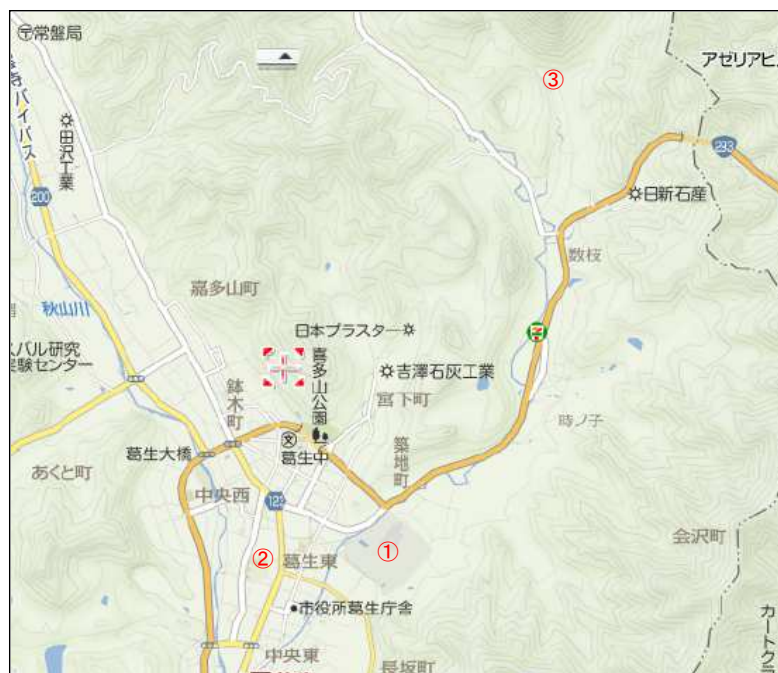 〒常盤局
③
アゼリアヒ
バイパス
田沢工業
293
200
日新石産
数枝
嘉多山町
秋山川
日本プラスター
バル研究
実験センター
喜多山公園
吉澤石灰工業
鉢木町
宮下町
時ノ子
築地町
葛生大橋
文
葛生中
あくと町
中央西
123
会沢町
②
葛生東
①
市役所葛生庁舎
中央東
長坂町
カートクラ